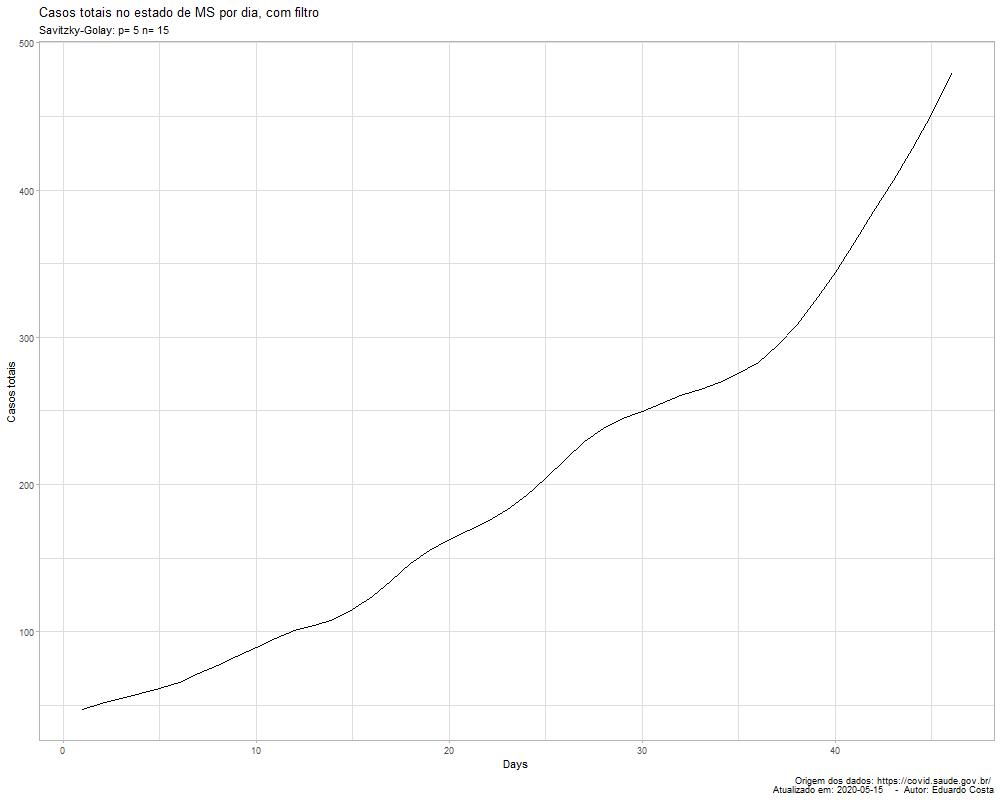 Casos totais no estado de MS por dia, com filtro
Savitzky-Golay: p= 5 n= 15
500
400
300
200
100
Casos totais
0 10 20 30 40
Days
Origem dos dados: https://covid.saude.gov.br/
Atualizado em: 2020-05-15 - Autor: Eduardo Costa